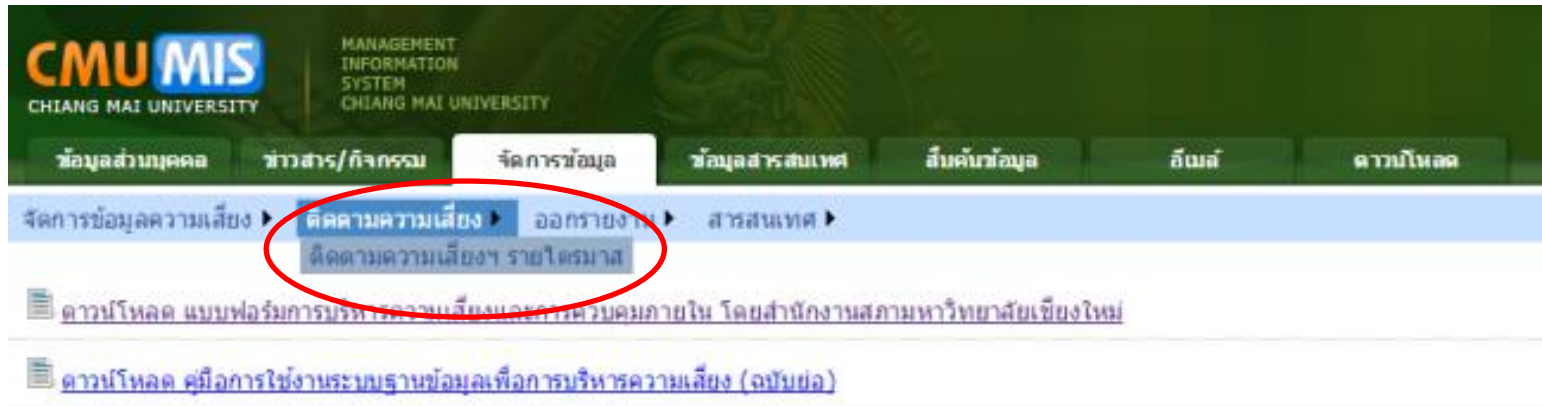 CMU MIS
CHIANG MAI UNIVERSITY
MANAGEMENT
INFORMATION
SYSTEM
CHIANG MAI UNIVERSITY
ข้อมูลส่วนบุคคล ข่าวสาร/กิจกรรม จัดการข้อมูล ข้อมูลสารสนเทศ สืบค้นข้อมูล อีเมล์ ดาวน์โหลด
จัดการข้อมูลความเสี่ยง ติดตามความเสี่ยง ออกรายงาน สารสนเทศ
ติดตามความเสี่ยงฯ รายไตรมาส
ดาวน์โหลด แบบฟอร์มการบริหารความเสี่ยงและการควบคุมภายใน โดยสำนักงานสภามหาวิทยาลัยเชียงใหม่
ดาวน์โหลด คู่มือการใช้งานระบบฐานข้อมูลเพื่อการบริหารความเสี่ยง (ฉบับย่อ)